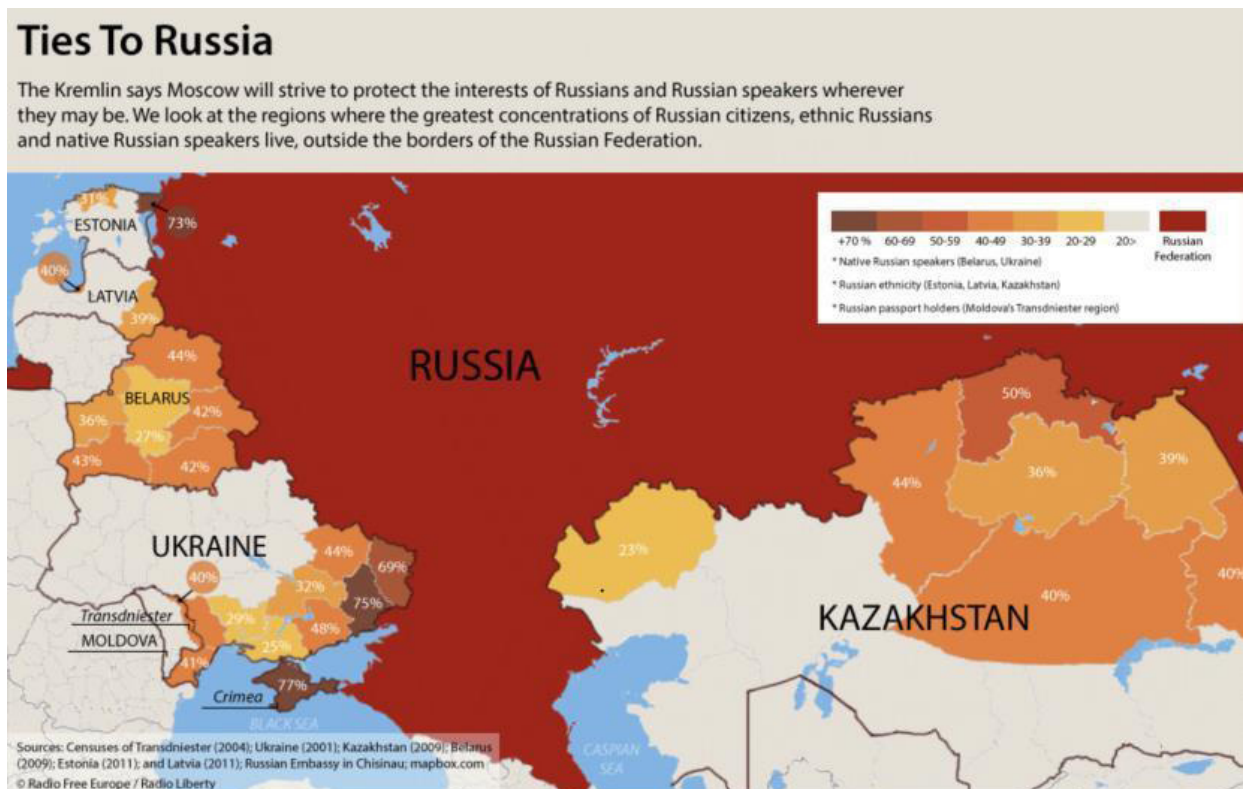 Ties To Russia
The Kremlin says Moscow will strive to protect the interests of Russians and Russian speakers wherever
they may be. We look at the regions where the greatest concentrations of Russian citizens, ethnic Russians
and native Russian speakers live, outside the borders of the Russian Federation.
31%
ESTONIA
73%
40%
LATVIA
39%
+70 %
60-69
50-59
40-49
30-39
20-29
20>
Russian
Federation
* Native Russian speakers (Belarus, Ukraine)
* Russian ethnicity (Estonia, Latvia, Kazakhstan)
* Russian passport holders (Moldova's Transdniester region)
RUSSIA
44%
BELARUS
36%
42%
27%
43%
42%
50%
39%
36%
44%
23%
40%
40%
KAZAKHSTAN
UKRAINE
44%
69%
40%
32%
75%
Transdniester
29%
48%
MOLDOVA
25%
41%
77%
Crimea
BLACK SEA
CASPIAN
SEA
Sources: Censuses of Transdniester (2004); Ukraine (2001); Kazakhstan (2009); Belarus
(2009); Estonia (2011); and Latvia (2011); Russian Embassy in Chisinau; mapbox.com
© Radio Free Europe / Radio Liberty